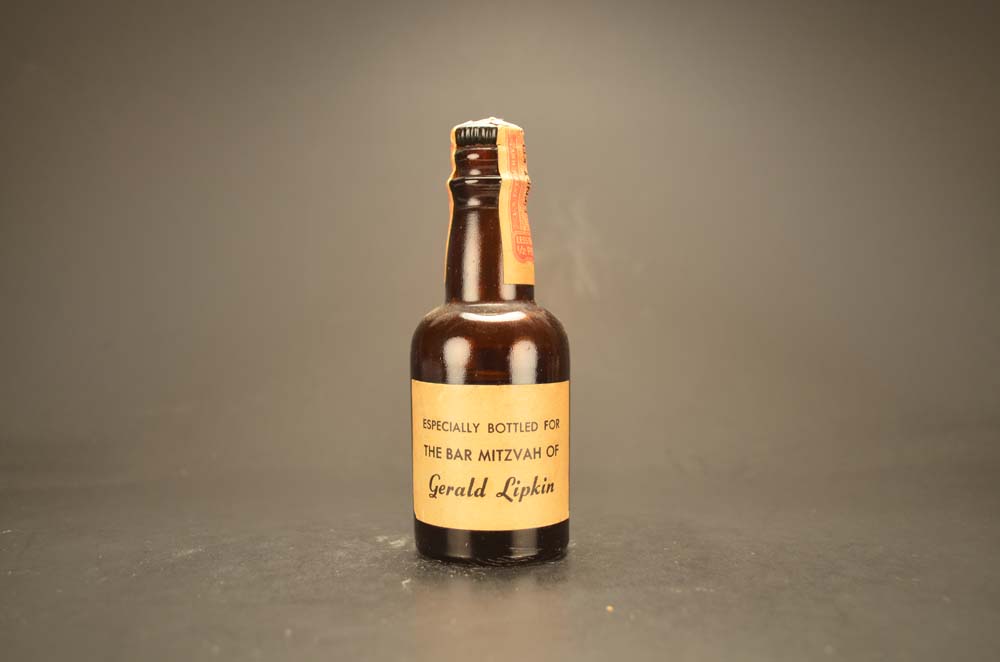 ESPECIALLY BOTTLED FOR
THE BAR MITZVAH OF
Gerald Lipkin